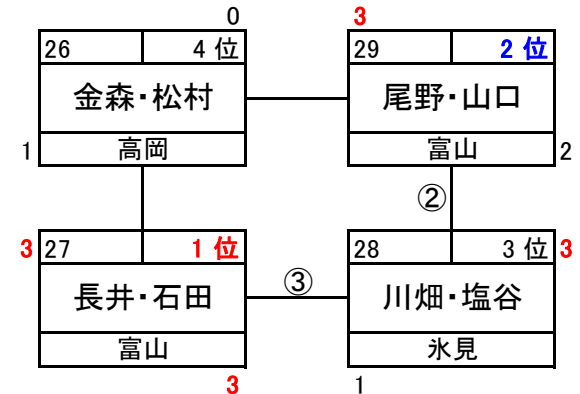 0 3
26 4 位 29 2 位
金森・松村 尾野・山口
1 高岡 富山 2
②
3 27 1 位 28 3 位 3
長井・石田 ③ 川畑・塩谷
富山 氷見
3 1